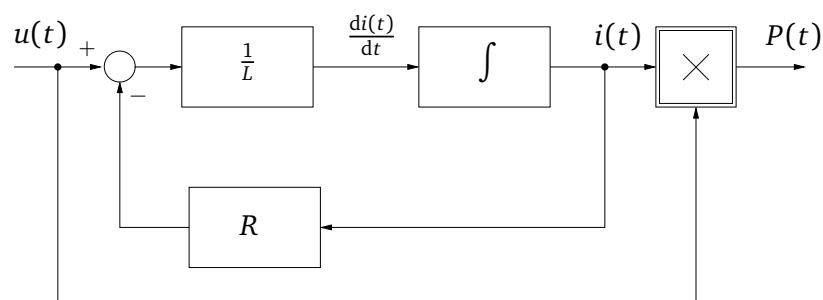 u(t)
+
−
1/L
di(t)/dt
∫
i(t)
×
P(t)
R